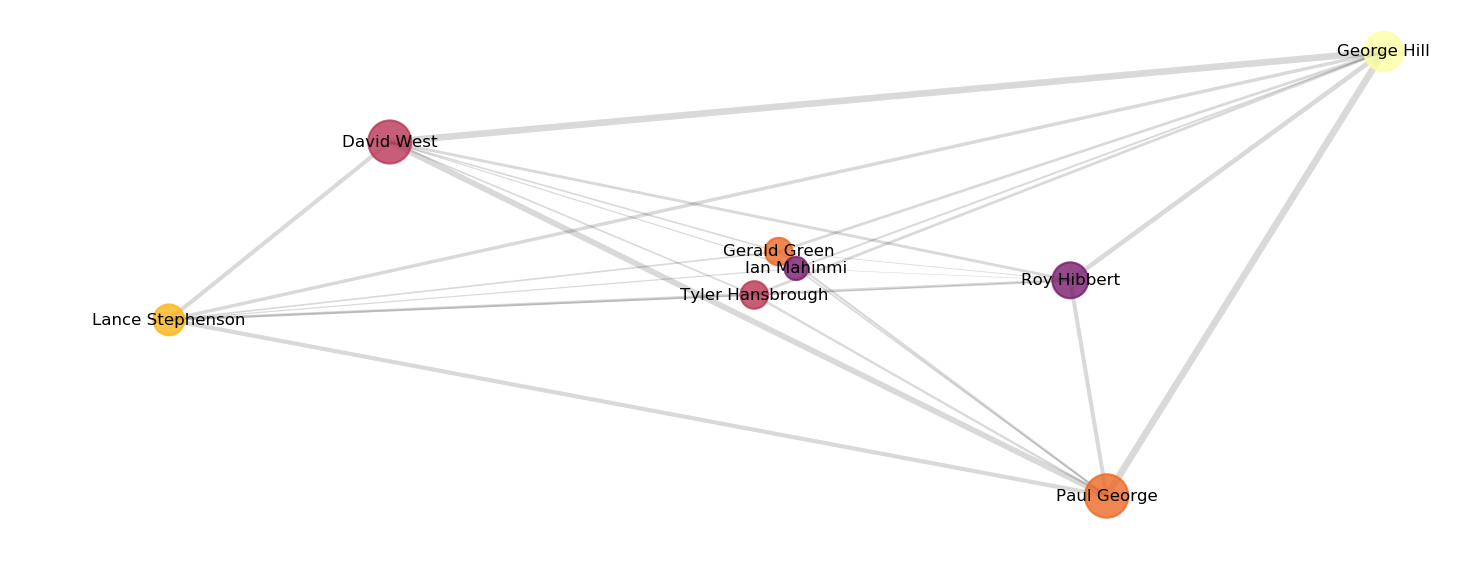 George Hill
David West
Gerald Green
Ian Mahinmi
Roy Hibbert
Tyler Hansbrough
Lance Stephenson
Paul George